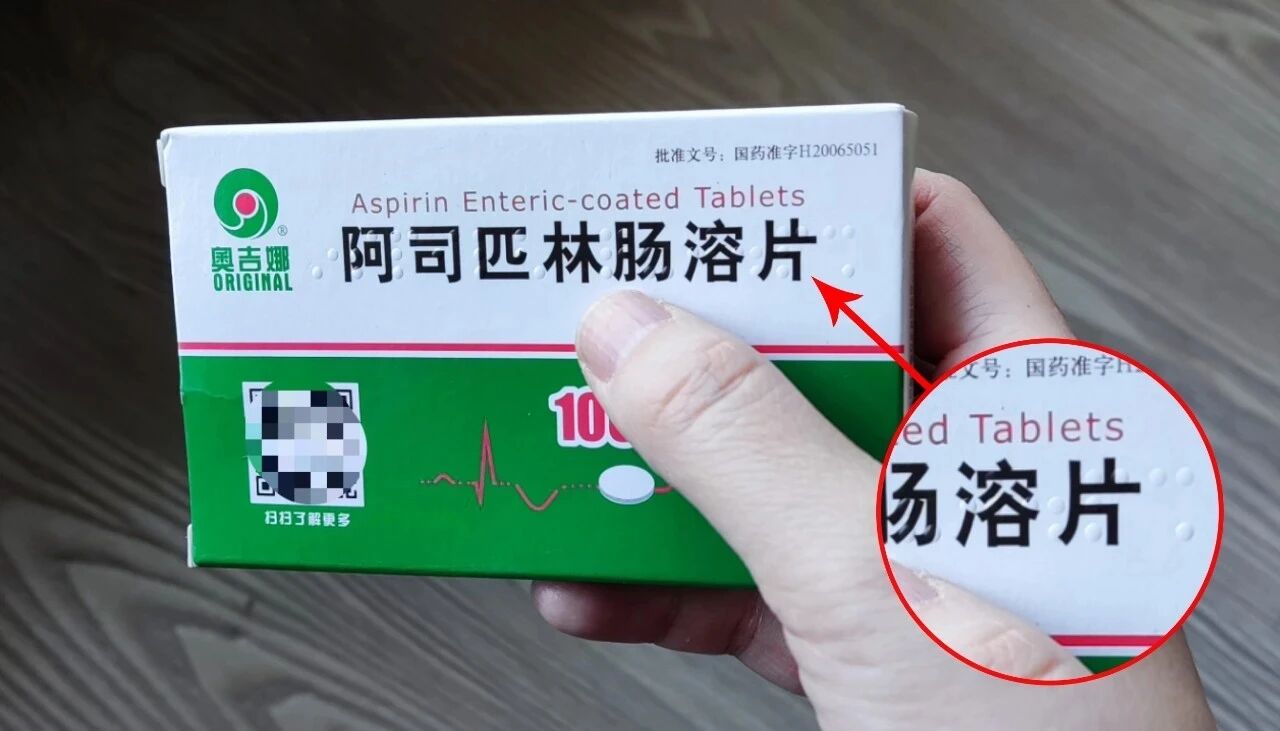 批准文号：国药准字H20065051
Aspirin Enteric-coated Tablets
阿司匹林肠溶片
®
奥吉娜
ORIGINAL
扫扫了解更多
文号：国药准字H
ed Tablets
肠溶片